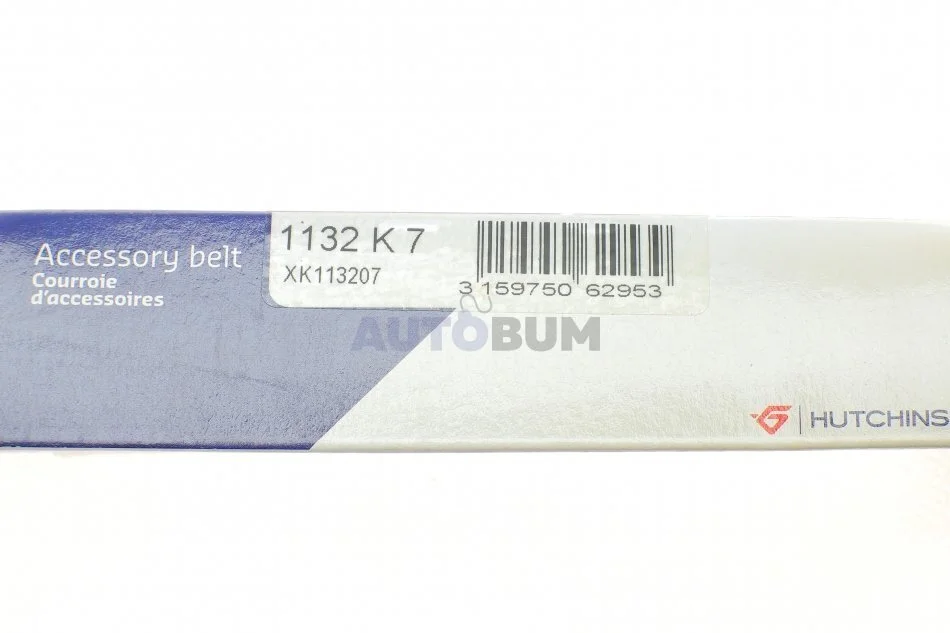 Accessory belt
Courroie
d'accessoires
1132 K 7
XK113207
3 159750 62953
AUTOBUM
HUTCHINS